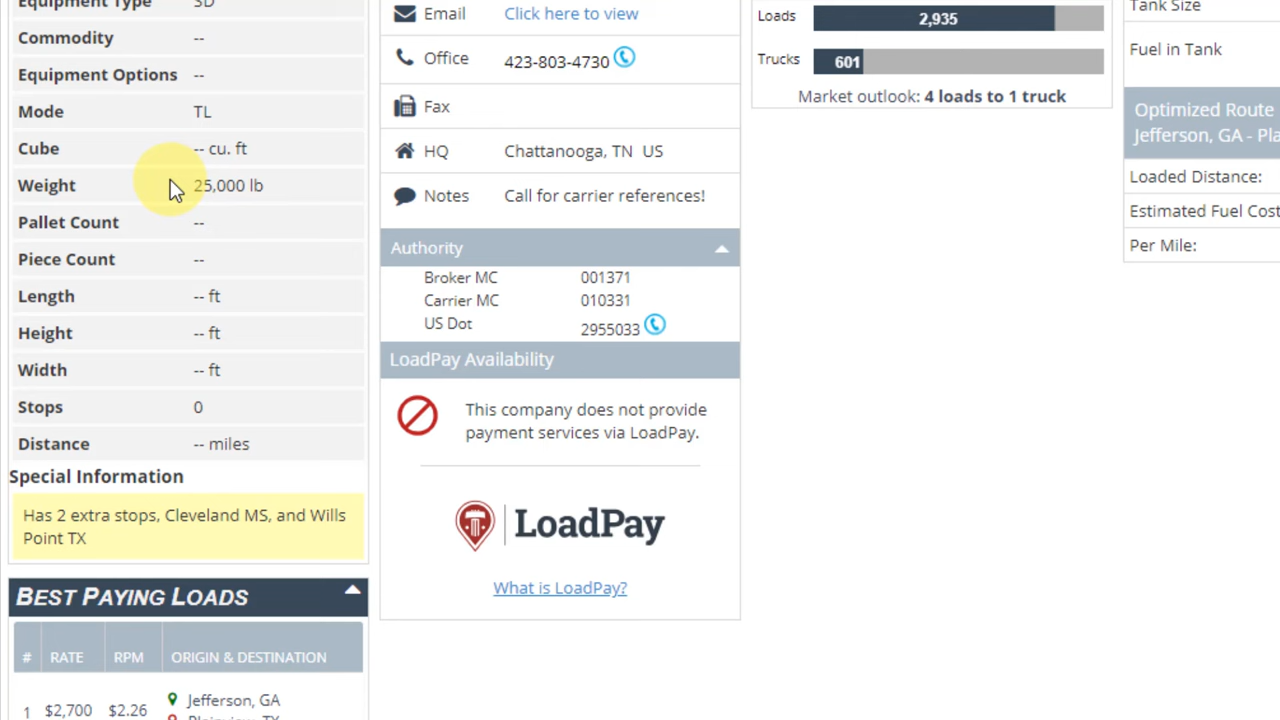 Equipment Type SD
Commodity --
Equipment Options --
Mode TL
Cube -- cu. ft
Weight 25,000 lb
Pallet Count --
Piece Count --
Length -- ft
Height -- ft
Width -- ft
Stops 0
Distance -- miles
Special Information
Has 2 extra stops, Cleveland MS, and Wills
Point TX
BEST PAYING LOADS
# RATE RPM ORIGIN & DESTINATION
1 $2,700 $2.26 Jefferson, GA
Plainview, TX
Email Click here to view
Office 423-803-4730
Fax
HQ Chattanooga, TN US
Notes Call for carrier references!
Authority
Broker MC 001371
Carrier MC 010331
US Dot 2955033
LoadPay Availability
This company does not provide
payment services via LoadPay.
LoadPay
What is LoadPay?
Loads 2,935
Trucks 601
Market outlook: 4 loads to 1 truck
Tank Size
Fuel in Tank
Optimized Route
Jefferson, GA - Pla
Loaded Distance:
Estimated Fuel Cost
Per Mile: